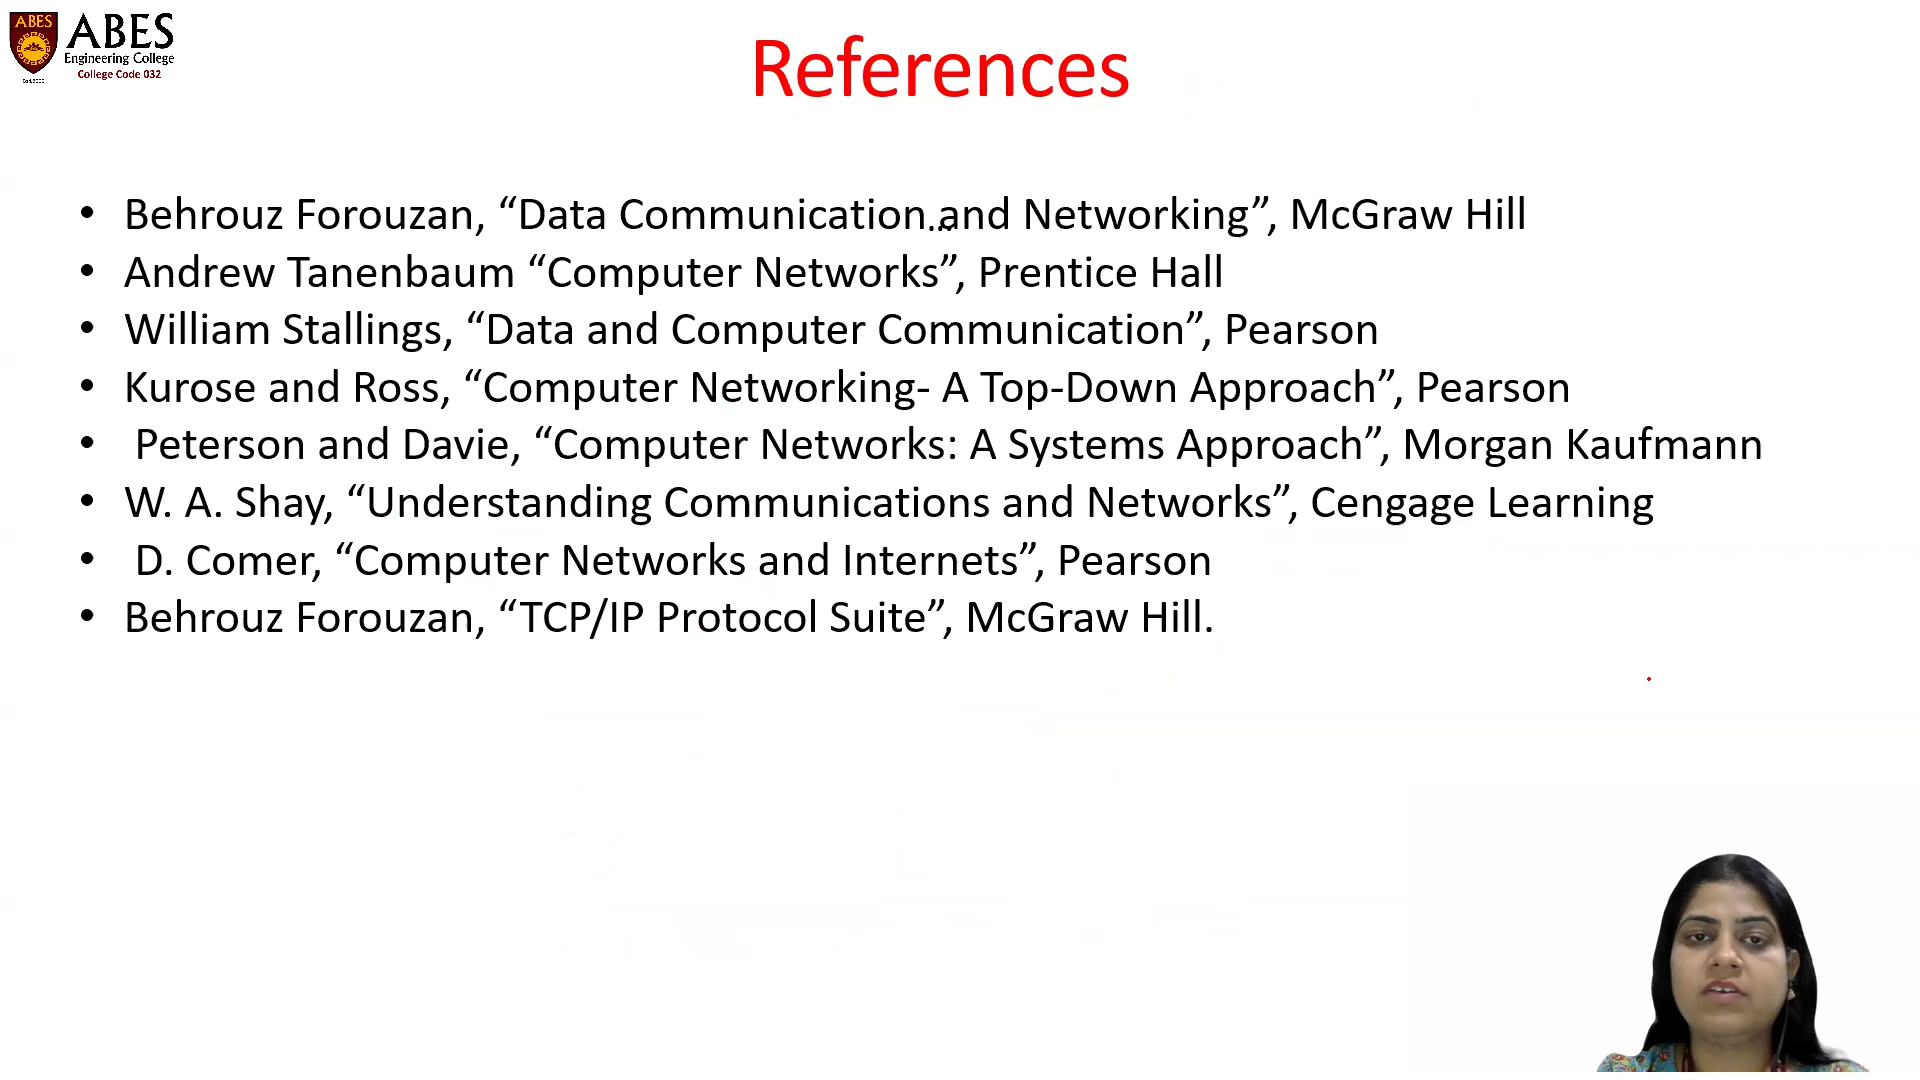 ABES
ABES
Engineering College
College Code 032
References
• Behrouz Forouzan, “Data Communication and Networking”, McGraw Hill
• Andrew Tanenbaum “Computer Networks”, Prentice Hall
• William Stallings, “Data and Computer Communication”, Pearson
• Kurose and Ross, “Computer Networking- A Top-Down Approach”, Pearson
• Peterson and Davie, “Computer Networks: A Systems Approach”, Morgan Kaufmann
• W. A. Shay, “Understanding Communications and Networks”, Cengage Learning
• D. Comer, “Computer Networks and Internets”, Pearson
• Behrouz Forouzan, “TCP/IP Protocol Suite”, McGraw Hill.